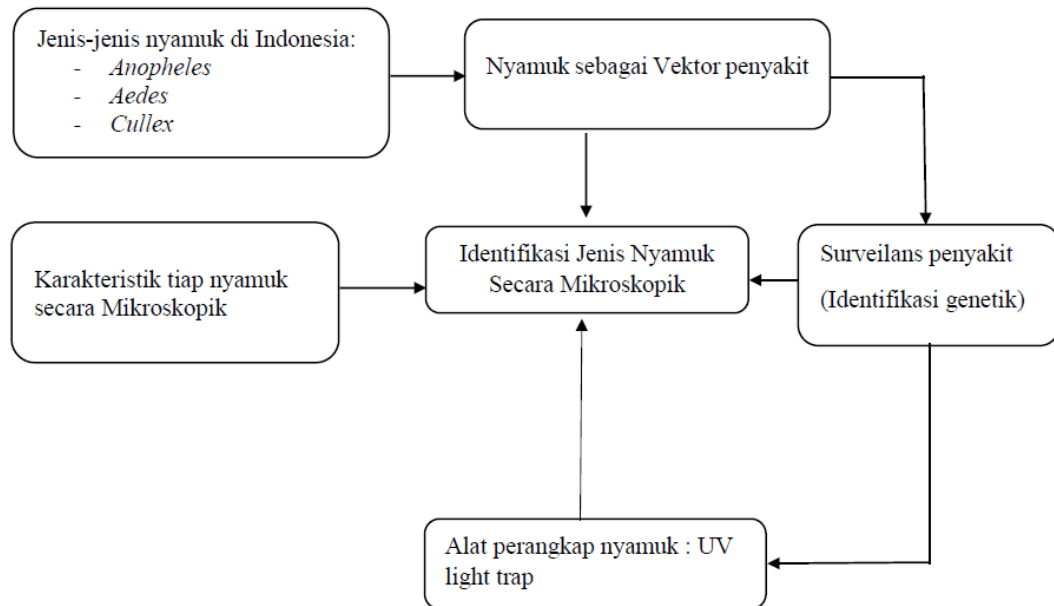 Jenis-jenis nyamuk di Indonesia:
- Anopheles
- Aedes
- Cullex
Nyamuk sebagai Vektor penyakit
Karakteristik tiap nyamuk
secara Mikroskopik
Identifikasi Jenis Nyamuk
Secara Mikroskopik
Surveilans penyakit
(Identifikasi genetik)
Alat perangkap nyamuk : UV
light trap